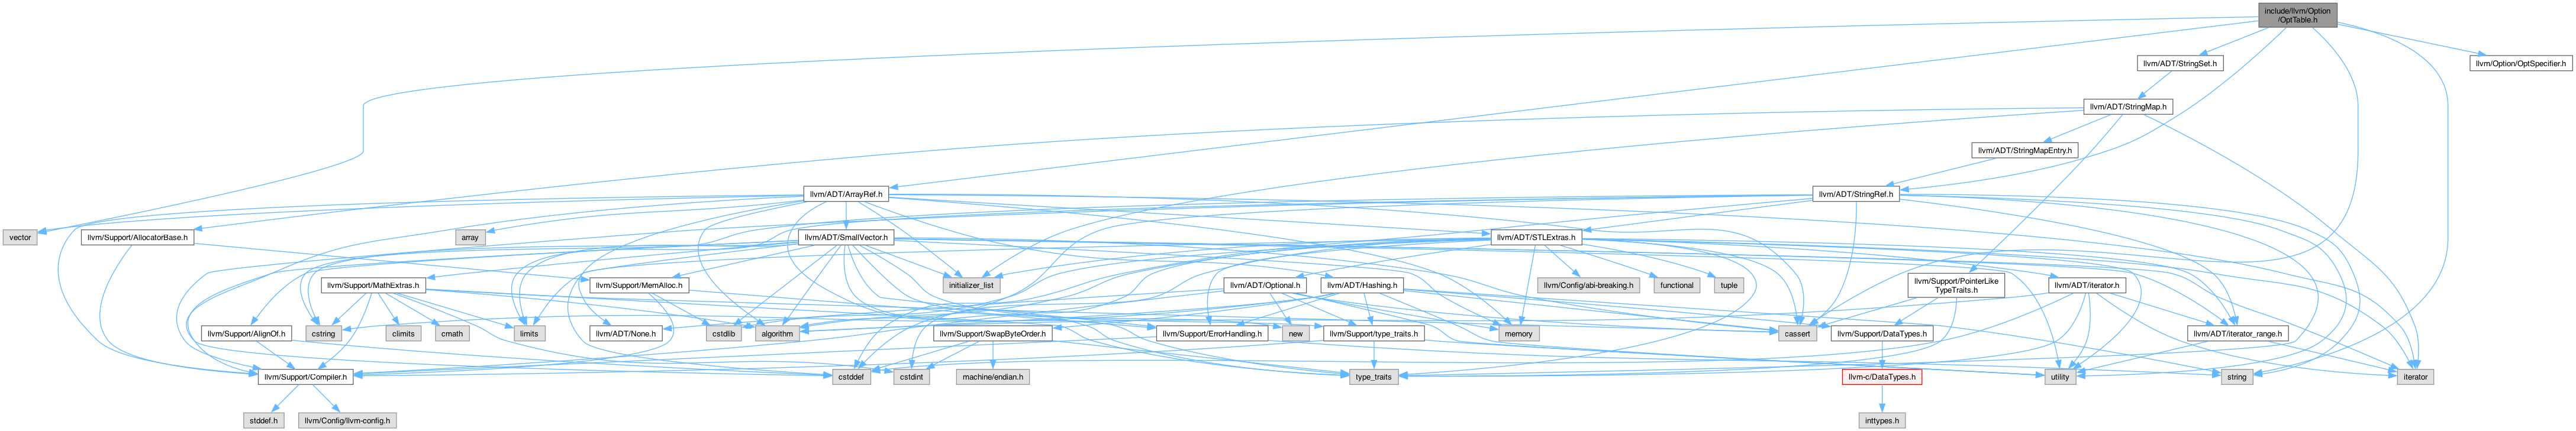 include/llvm/Option
/OptTable.h
llvm/ADT/StringSet.h
llvm/Option/OptSpecifier.h
llvm/ADT/StringMap.h
llvm/ADT/StringMapEntry.h
llvm/ADT/ArrayRef.h
llvm/ADT/StringRef.h
vector
llvm/Support/AllocatorBase.h
array
llvm/ADT/SmallVector.h
llvm/ADT/STLExtras.h
llvm/Support/MathExtras.h
llvm/Support/MemAlloc.h
initializer_list
llvm/ADT/Optional.h
llvm/ADT/Hashing.h
llvm/Config/abi-breaking.h
functional
tuple
llvm/Support/PointerLike
TypeTraits.h
llvm/ADT/iterator.h
llvm/Support/AlignOf.h
cstring
climits
cmath
limits
llvm/ADT/None.h
cstdlib
algorithm
llvm/Support/SwapByteOrder.h
llvm/Support/ErrorHandling.h
new
llvm/Support/type_traits.h
memory
cassert
llvm/Support/DataTypes.h
llvm/ADT/iterator_range.h
llvm/Support/Compiler.h
cstddef
cstdint
machine/endian.h
type_traits
llvm-c/DataTypes.h
utility
string
iterator
stddef.h
llvm/Config/llvm-config.h
inttypes.h